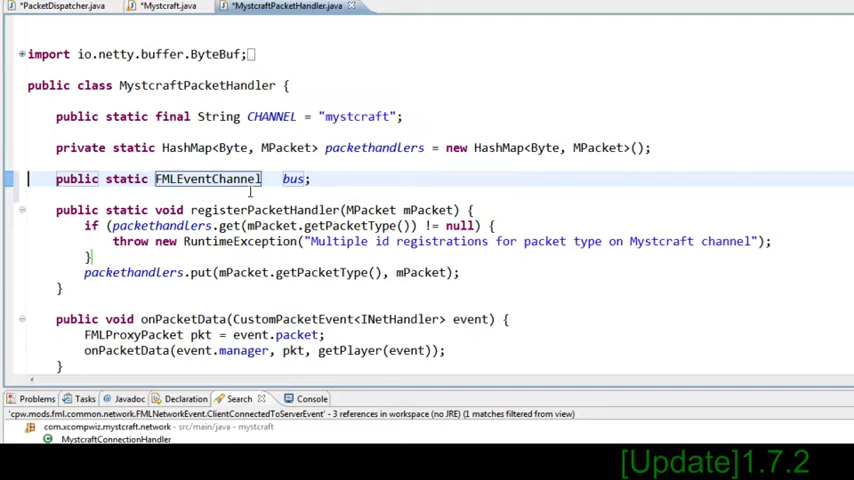 *PacketDispatcher.java *Mystcraft.java *MystcraftPacketHandler.java
import io.netty.buffer.ByteBuf;
public class MystcraftPacketHandler {
public static final String CHANNEL = "mystcraft";
private static HashMap<Byte, MPacket> packethandlers = new HashMap<Byte, MPacket>();
public static FMLEventChannel bus;
public static void registerPacketHandler(MPacket mPacket) {
if (packethandlers.get(mPacket.getPacketType()) != null) {
throw new RuntimeException("Multiple id registrations for packet type on Mystcraft channel");
}
packethandlers.put(mPacket.getPacketType(), mPacket);
}
public void onPacketData(CustomPacketEvent<INetHandler> event) {
FMLProxyPacket pkt = event.packet;
onPacketData(event.manager, pkt, getPlayer(event));
}
Problems Tasks Javadoc Declaration Search Console
'cpw.mods.fml.common.network.FMLNetworkEvent.ClientConnectedToServerEvent' - 3 references in workspace (no JRE) (1 matches filtered from view)
com.xcompwiz.mystcraft.network - src/main/java - mystcraft
MystcraftConnectionHandler
[Update]1.7.2